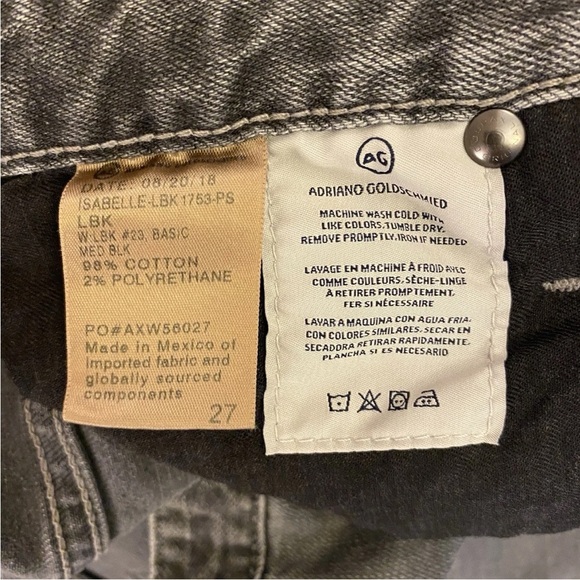 DATE: 08/20/18
ISABELLE-LBK1753-PS
LBK
W-LBK #23, BASIC
MED BLK
98% COTTON
2% POLYRETHANE
PO#AXW56027
Made in Mexico of
imported fabric and
globally sourced
components
27
AG
ADRIANO GOLDSCHMIED
MACHINE WASH COLD WITH
LIKE COLORS, TUMBLE DRY.
REMOVE PROMPTLY, IRON IF NEEDED
LAVAGE EN MACHINE À FROID AVEC
COMME COULEURS, SÈCHE-LINGE
À RETIRER PROMPTEMENT,
FER SI NÉCESSAIRE
LAVAR A MAQUINA CON AGUA FRIA.
CON COLORES SIMILARES, SECAR EN
SECADORA RETIRAR RAPIDAMENTE.
PLANCHA SI ES NECESARIO